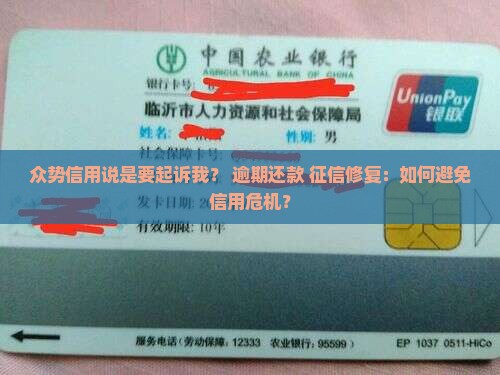 中国农业银行
AGRICULTURAL BANK OF CHINA
银行卡号:
UnionPay
银联
临沂市人力资源和社会保障局
姓名:
性别: 男
社会保障号
众势信用说是要起诉我? 逾期还款 征信修复:如何避免
信用危机?
发卡日期: 20
有效期限: 10年
服务电话(劳动保障: 12333 农业银行: 95599)
EP 1037 0511-HiCo